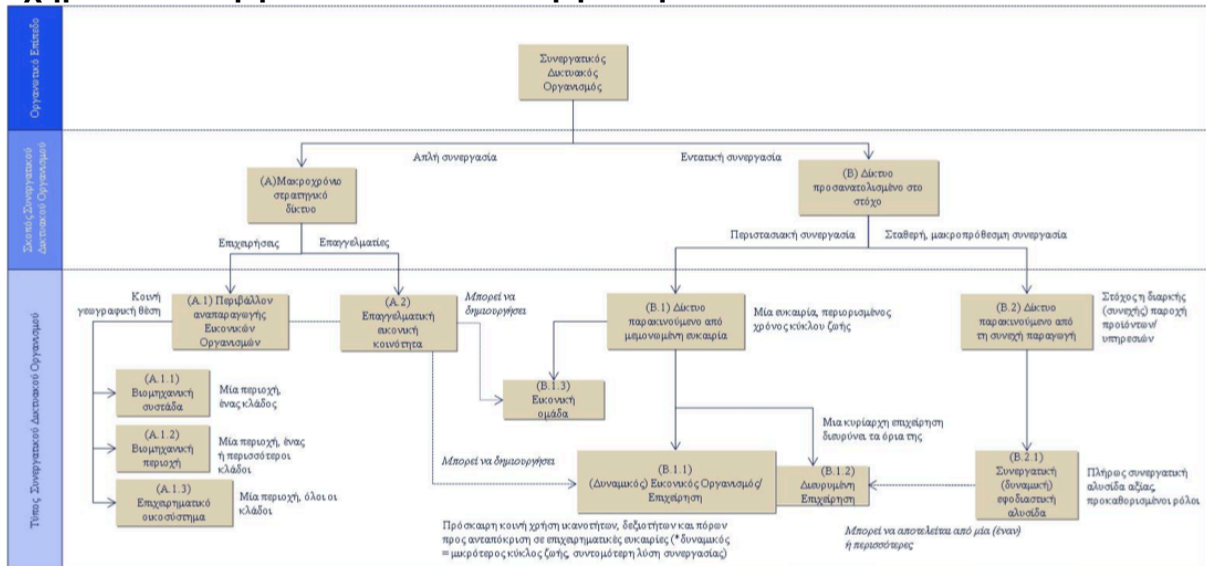 Οργανωτικό Επίπεδο
Συνεργατικός
Δικτυακός
Οργανισμός
Σκοπός Συνεργατικού
Δικτυακού Οργανισμού
Απλή συνεργασία
Εντατική συνεργασία
(Α)Μακροχρόνιο
στρατηγικό
δίκτυο
(Β) Δίκτυο
προσανατολισμένο στο
στόχο
Επιχειρήσεις
Επαγγελματίες
Περιστασιακή συνεργασία
Σταθερή, μακροπρόθεσμη συνεργασία
Τύπος Συνεργατικού Δικτυακού Οργανισμού
Κοινή
γεωγραφική θέση
(Α.1) Περιβάλλον
αναπαραγωγής
Εικονικών
Οργανισμών
(Α.2)
Επαγγελματική
εικονική
κοινότητα
Μπορεί να
δημιουργήσει
(Β.1) Δίκτυο
παρακινούμενο από
μεμονωμένη ευκαιρία
Μία ευκαιρία, περιορισμένος
χρόνος κύκλου ζωής
(Β.2) Δίκτυο
παρακινούμενο από
τη συνεχή παραγωγή
Στόχος η διαρκής
(συνεχής) παροχή
προϊόντων/
υπηρεσιών
(Α.1.1)
Βιομηχανική
συστάδα
Μία περιοχή,
ένας κλάδος
(Β.1.3)
Εικονική
ομάδα
(Α.1.2)
Βιομηχανική
περιοχή
Μία περιοχή, ένας
ή περισσότεροι
κλάδοι
Μια κυρίαρχη επιχείρηση
διευρύνει τα όρια της
(Α.1.3)
Επιχειρηματικό
οικοσύστημα
Μία περιοχή, όλοι οι
κλάδοι
Μπορεί να δημιουργήσει
(Β.1.1)
(Δυναμικός) Εικονικός Οργανισμός/
Επιχείρηση
(Β.1.2)
Διευρυμένη
Επιχείρηση
(Β.2.1)
Συνεργατική
(δυναμική)
εφοδιαστική
αλυσίδα
Πλήρως συνεργατική
αλυσίδα αξίας,
προκαθορισμένοι ρόλοι
Πρόσκαιρη κοινή χρήση ικανοτήτων, δεξιοτήτων και πόρων
προς ανταπόκριση σε επιχειρηματικές ευκαιρίες (*δυναμικός
= μικρότερος κύκλος ζωής, συντομότερη λύση συνεργασίας)
Μπορεί να αποτελείται από μία (έναν)
ή περισσότερες